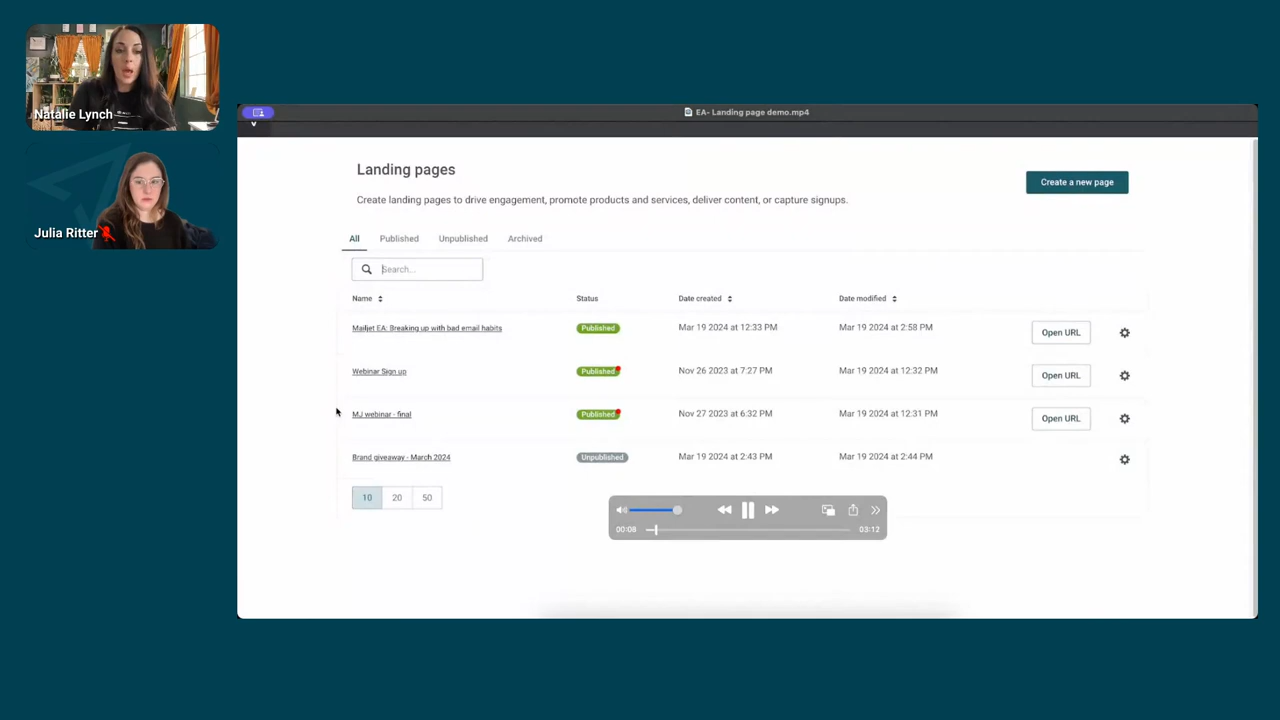 Natalie Lynch
Julia Ritter
EA- Landing page demo.mp4
Landing pages
Create a new page
Create landing pages to drive engagement, promote products and services, deliver content, or capture signups.
All Published Unpublished Archived
Search...
Name Status Date created Date modified
Mailjet EA: Breaking up with bad email habits Published Mar 19 2024 at 12:33 PM Mar 19 2024 at 2:58 PM Open URL
Webinar Sign up Published Nov 26 2023 at 7:27 PM Mar 19 2024 at 12:32 PM Open URL
MJ webinar - final Published Nov 27 2023 at 6:32 PM Mar 19 2024 at 12:31 PM Open URL
Brand giveaway - March 2024 Unpublished Mar 19 2024 at 2:43 PM Mar 19 2024 at 2:44 PM
10 20 50
00:08 03:12